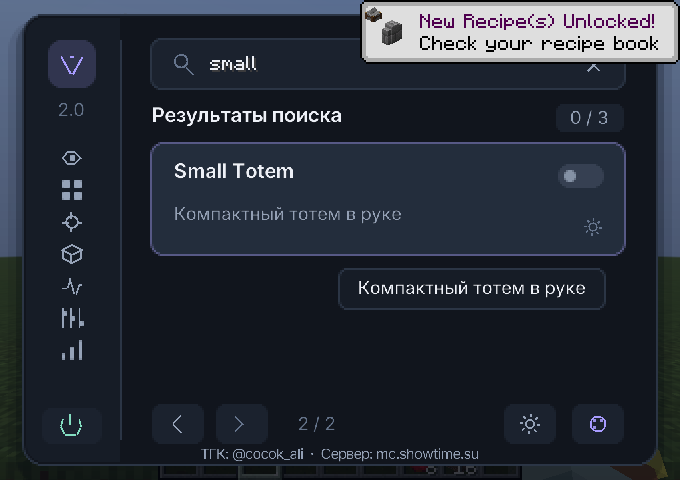 New Recipe(s) Unlocked!
Check your recipe book
small
2.0
Результаты поиска
0 / 3
Small Totem
Компактный тотем в руке
Компактный тотем в руке
2 / 2
ТГК: @cocok_ali · Сервер: mc.showtime.su